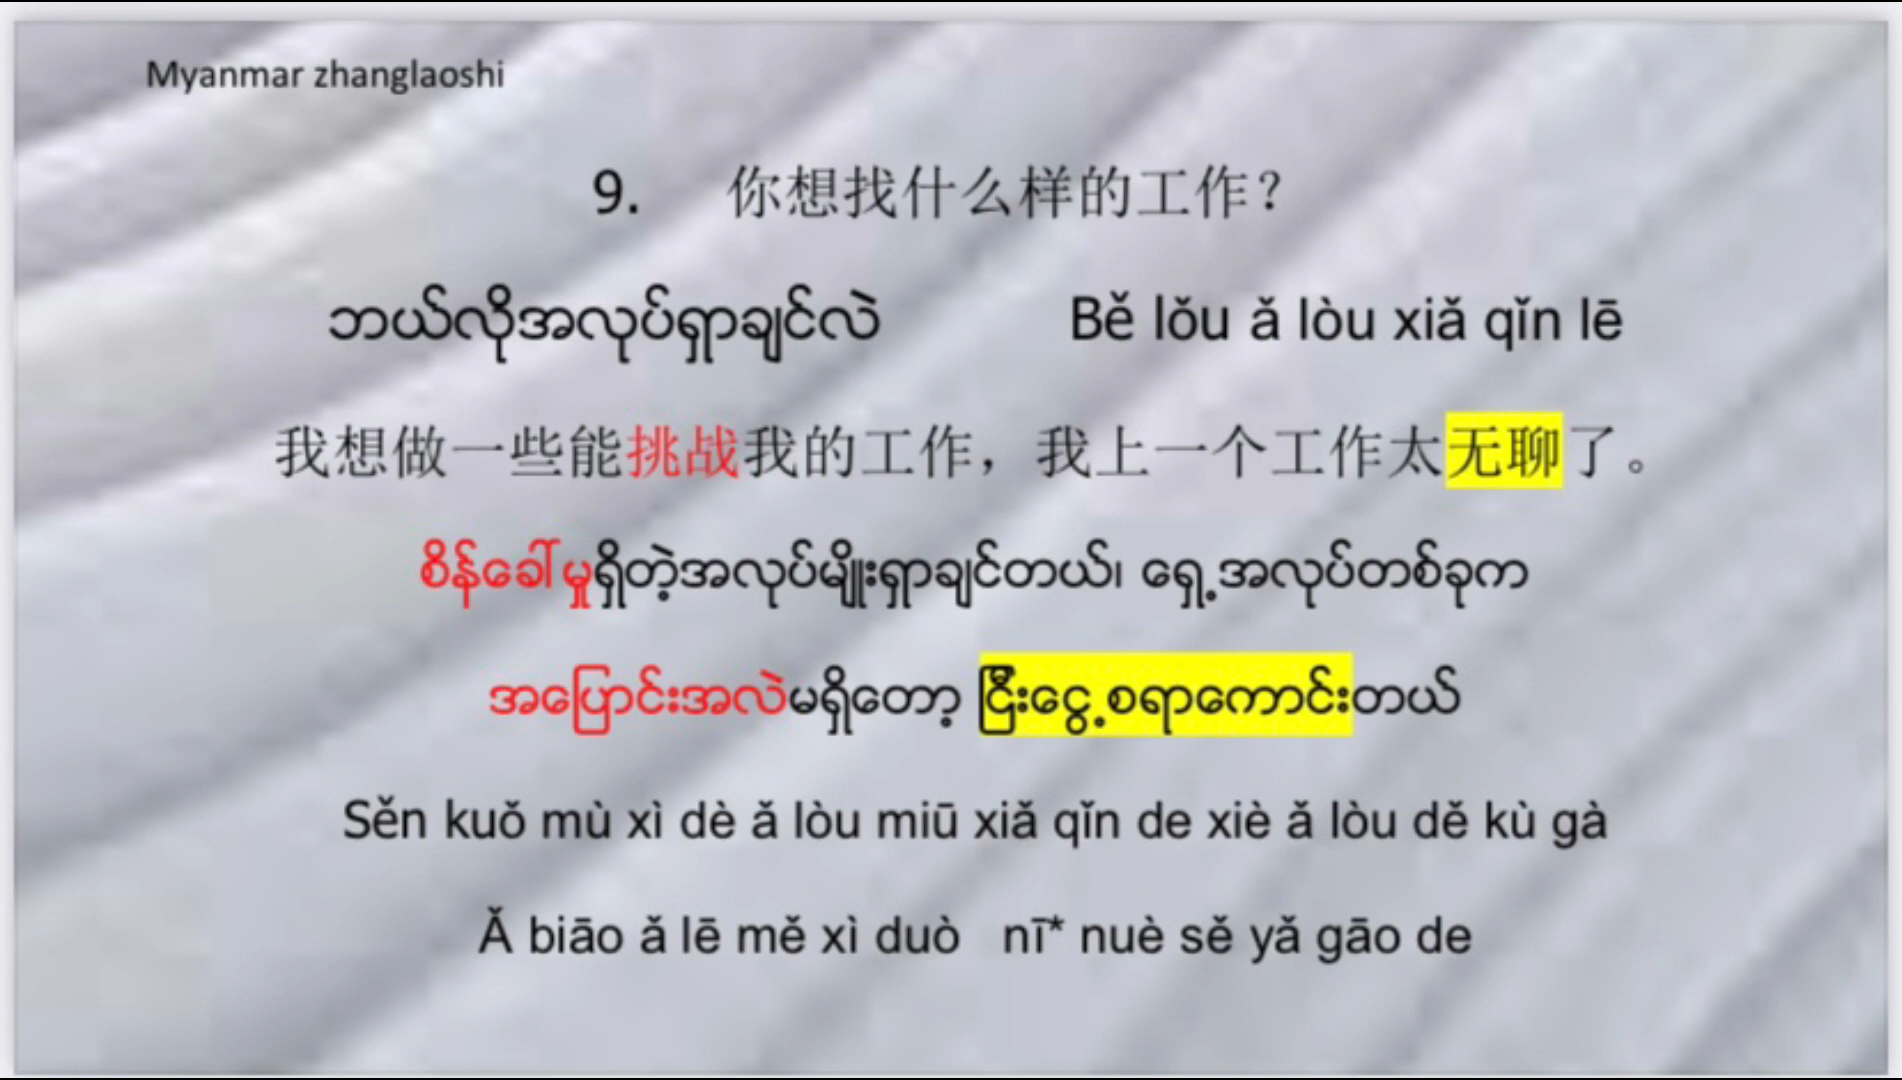 Myanmar zhanglaoshi
9. 你想找什么样的工作？
ဘယ်လိုအလုပ်ရှာချင်လဲ Bě lǒu ǎ lòu xiǎ qǐn lē
我想做一些能挑战我的工作，我上一个工作太无聊了。
စိန်ခေါ်မှုရှိတဲ့အလုပ်မျိုးရှာချင်တယ်၊ ရှေ့အလုပ်တစ်ခုက
အပြောင်းအလဲမရှိတော့ ငြီးငွေ့စရာကောင်းတယ်
Sěn kuǒ mù xì dè ǎ lòu miū xiǎ qǐn de xiè ǎ lòu dě kù gà
Ǎ biāo ǎ lē mě xì duò nī* nuè sě yǎ gāo de